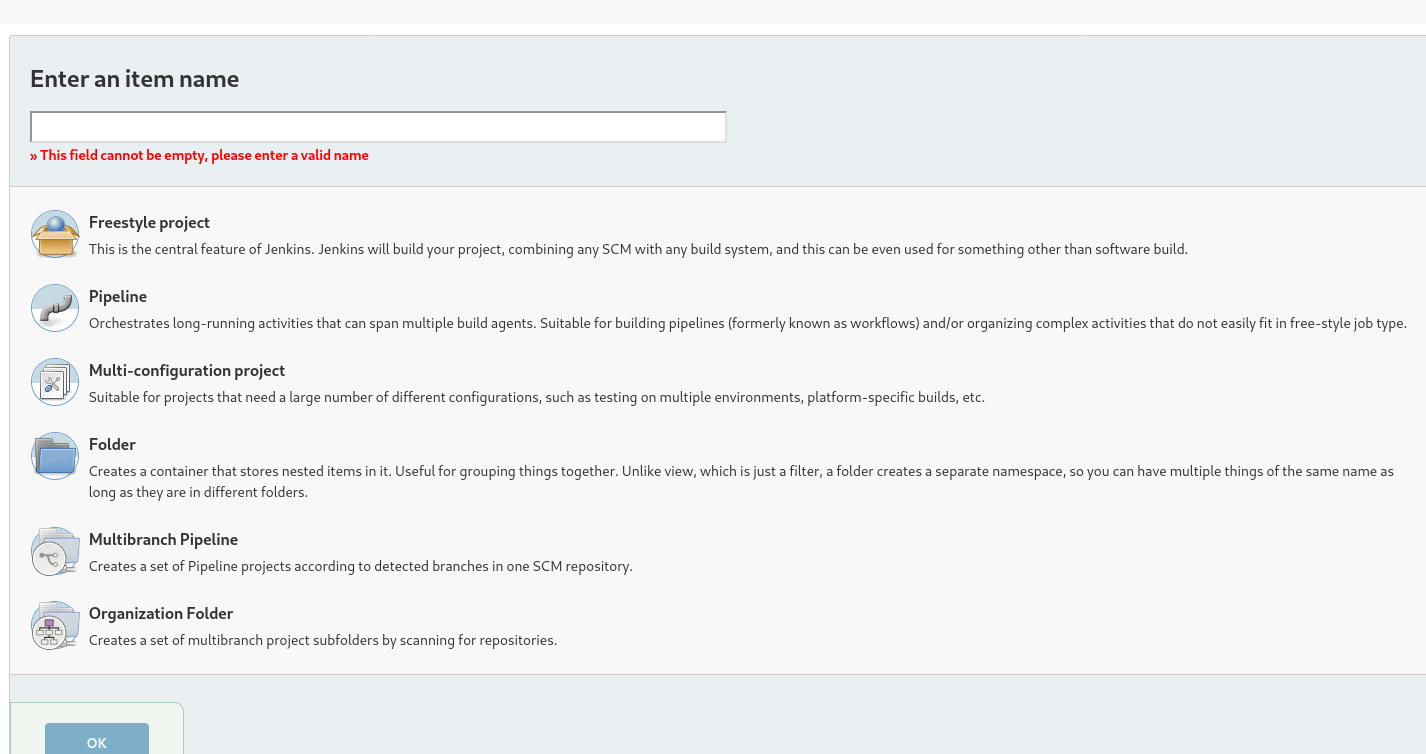 Enter an item name
» This field cannot be empty, please enter a valid name
Freestyle project
This is the central feature of Jenkins. Jenkins will build your project, combining any SCM with any build system, and this can be even used for something other than software build.
Pipeline
Orchestrates long-running activities that can span multiple build agents. Suitable for building pipelines (formerly known as workflows) and/or organizing complex activities that do not easily fit in free-style job type.
Multi-configuration project
Suitable for projects that need a large number of different configurations, such as testing on multiple environments, platform-specific builds, etc.
Folder
Creates a container that stores nested items in it. Useful for grouping things together. Unlike view, which is just a filter, a folder creates a separate namespace, so you can have multiple things of the same name as
long as they are in different folders.
Multibranch Pipeline
Creates a set of Pipeline projects according to detected branches in one SCM repository.
Organization Folder
Creates a set of multibranch project subfolders by scanning for repositories.
OK